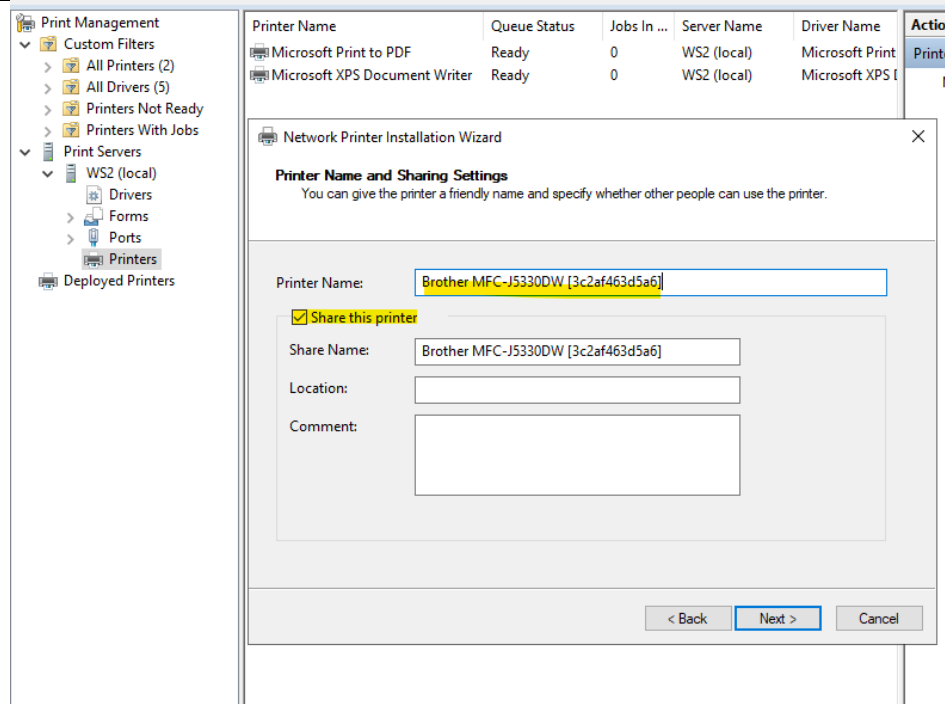 Print Management
Custom Filters
All Printers (2)
All Drivers (5)
Printers Not Ready
Printers With Jobs
Print Servers
WS2 (local)
Drivers
Forms
Ports
Printers
Deployed Printers
Printer Name Queue Status Jobs In ... Server Name Driver Name
Microsoft Print to PDF Ready 0 WS2 (local) Microsoft Print
Microsoft XPS Document Writer Ready 0 WS2 (local) Microsoft XPS
Actio
Print
Network Printer Installation Wizard
Printer Name and Sharing Settings
You can give the printer a friendly name and specify whether other people can use the printer.
Printer Name: Brother MFC-J5330DW [3c2af463d5a6]
Share this printer
Share Name: Brother MFC-J5330DW [3c2af463d5a6]
Location:
Comment:
< Back Next > Cancel